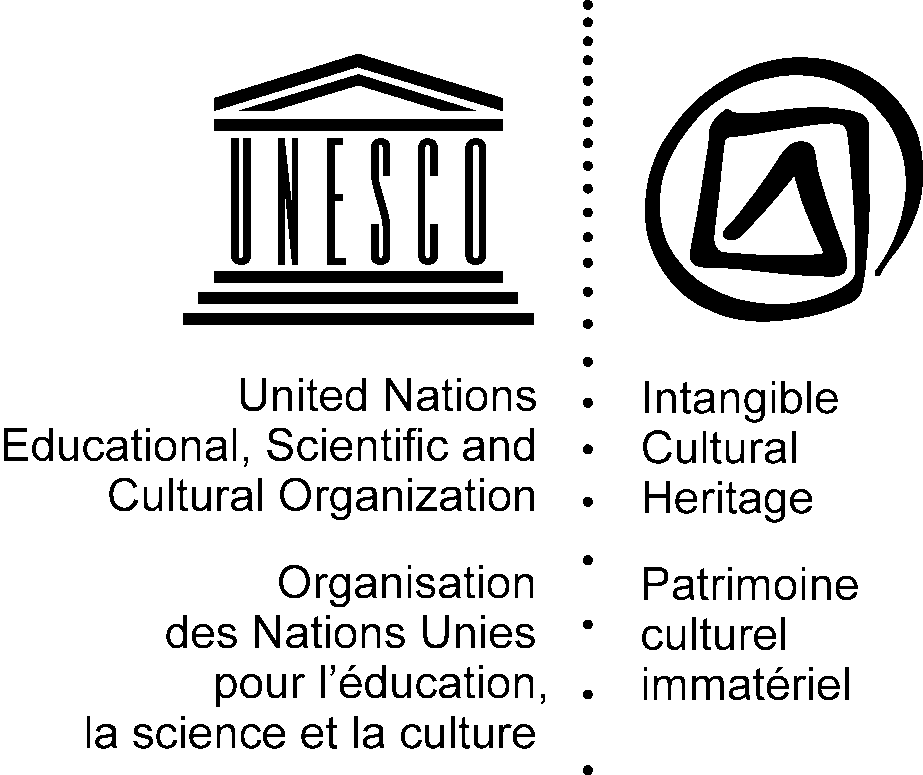 UNESCO
United Nations
Educational, Scientific and
Cultural Organization
Organisation
des Nations Unies
pour l’éducation,
la science et la culture
Intangible
Cultural
Heritage
Patrimoine
culturel
immatériel